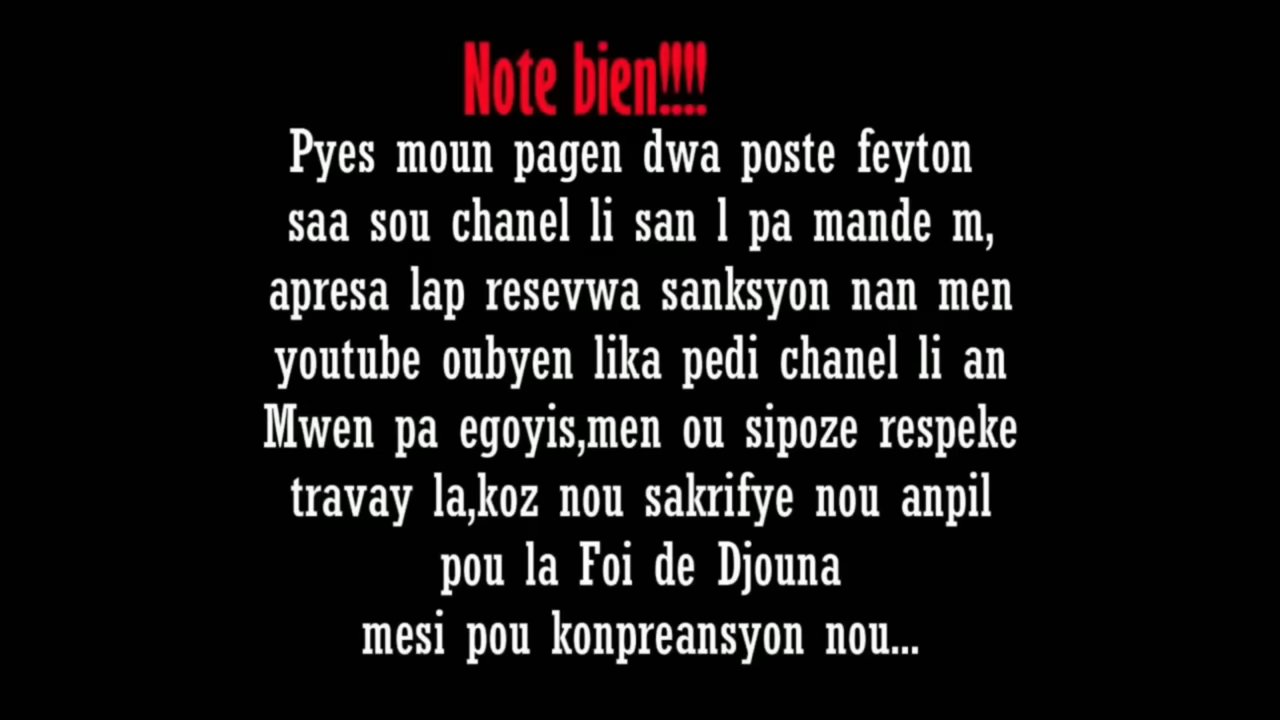 Note bien!!!!
Pyes moun pagen dwa poste feyton
saa sou chanel li san l pa mande m,
apresa lap resevwa sanksyon nan men
youtube oubyen lika pedi chanel li an
Mwen pa egoyis,men ou sipoze respeke
travay la,koz nou sakrifye nou anpil
pou la Foi de Djouna
mesi pou konpreansyon nou...